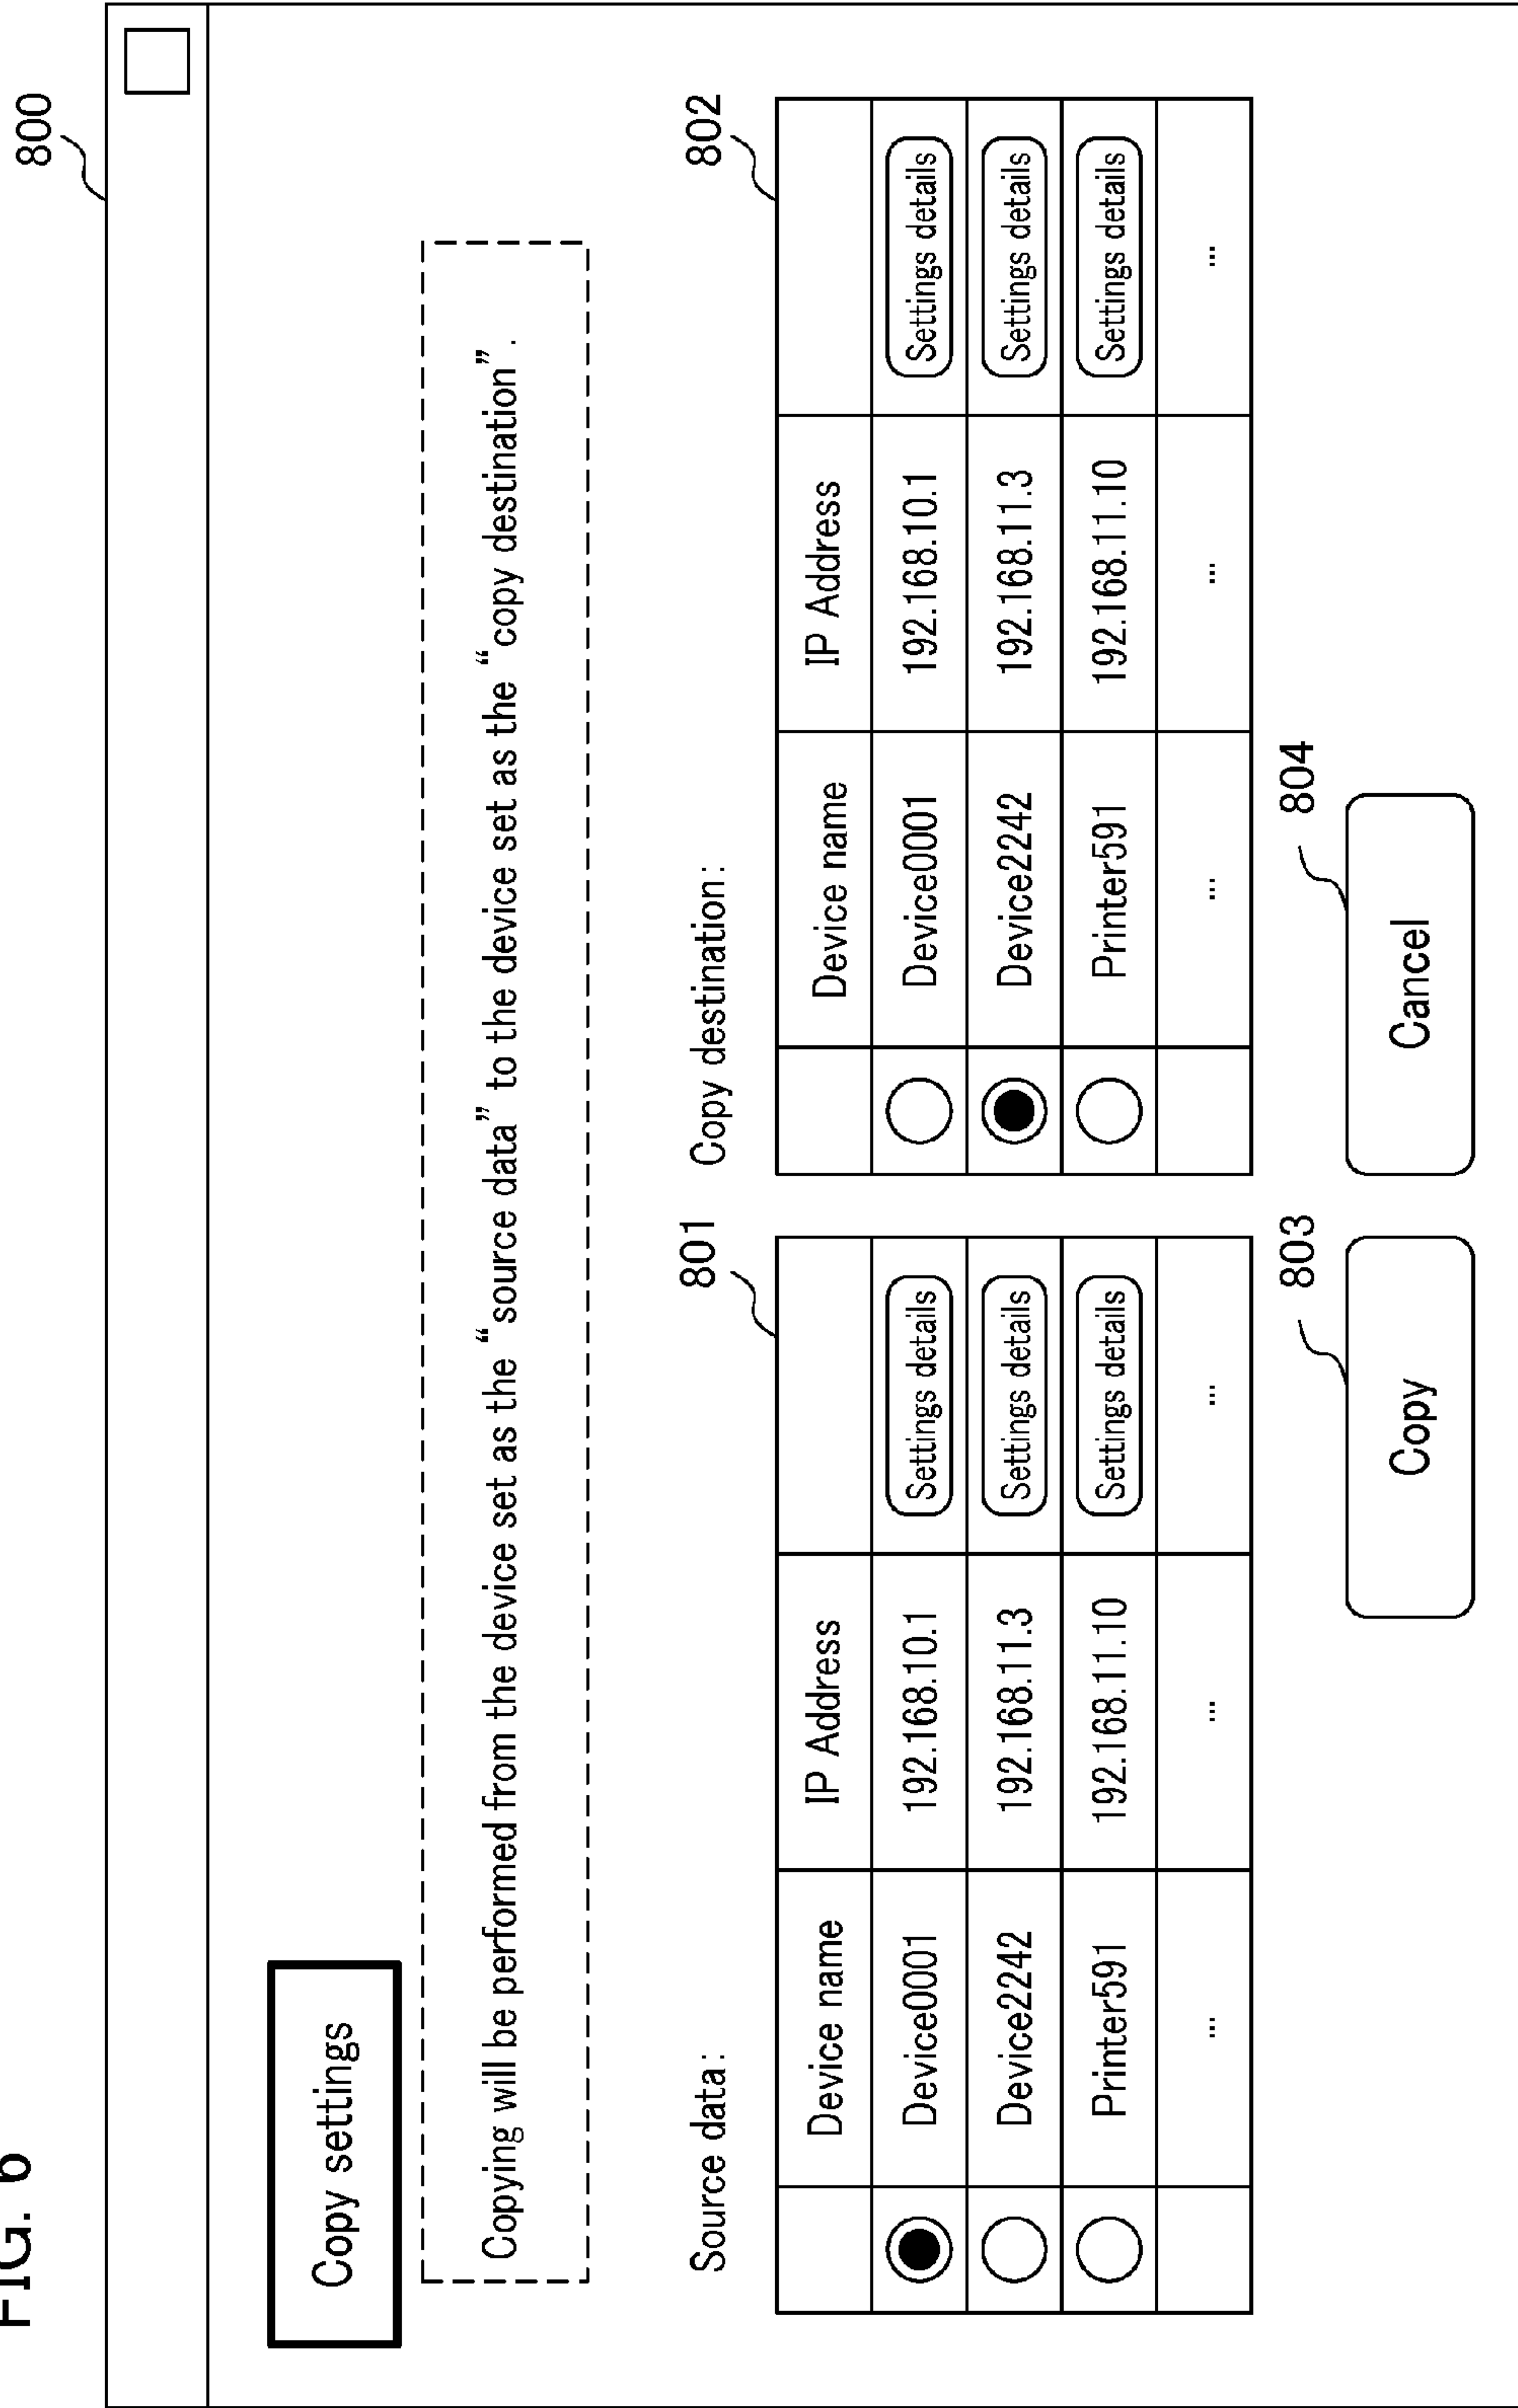 FIG. 6
800
Copy settings
Copying will be performed from the device set as the “source data” to the device set as the “copy destination”.
Source data:
801
Device name IP Address
Device0001 192.168.10.1 Settings details
Device2242 192.168.11.3 Settings details
Printer591 192.168.11.10 Settings details
... ... ...
Copy destination:
802
Device name IP Address
Device0001 192.168.10.1 Settings details
Device2242 192.168.11.3 Settings details
Printer591 192.168.11.10 Settings details
... ... ...
803
Copy
804
Cancel